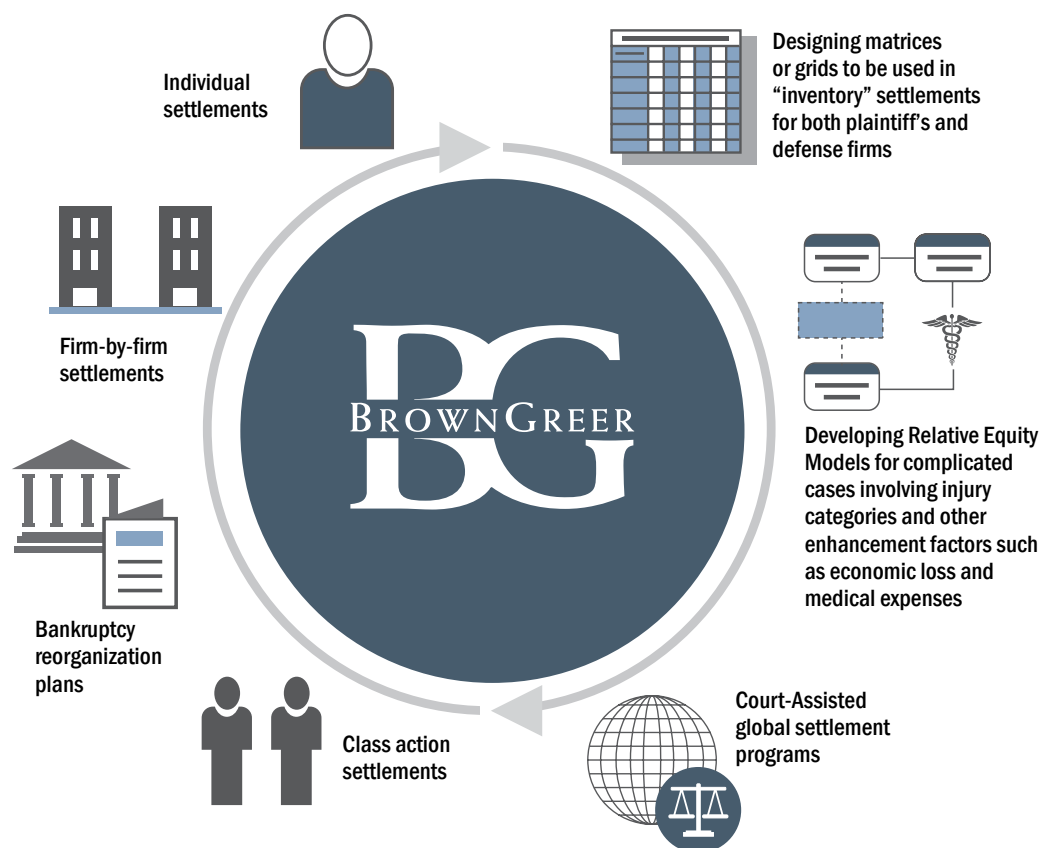 Individual
settlements
Designing matrices
or grids to be used in
“inventory” settlements
for both plaintiff’s and
defense firms
Firm-by-firm
settlements
BG
BROWNGREER
Developing Relative Equity
Models for complicated
cases involving injury
categories and other
enhancement factors such
as economic loss and
medical expenses
Bankruptcy
reorganization
plans
Class action
settlements
Court-Assisted
global settlement
programs